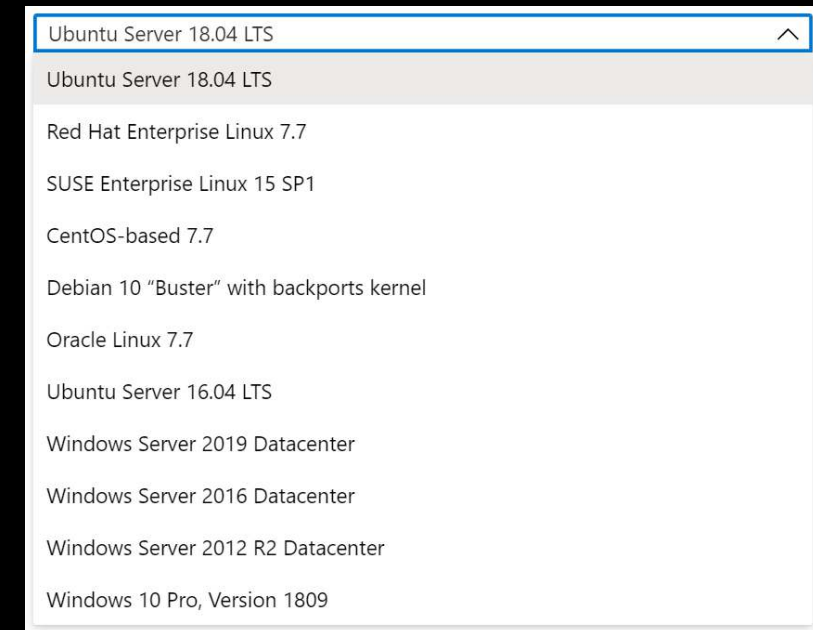 Ubuntu Server 18.04 LTS
Ubuntu Server 18.04 LTS
Red Hat Enterprise Linux 7.7
SUSE Enterprise Linux 15 SP1
CentOS-based 7.7
Debian 10 “Buster” with backports kernel
Oracle Linux 7.7
Ubuntu Server 16.04 LTS
Windows Server 2019 Datacenter
Windows Server 2016 Datacenter
Windows Server 2012 R2 Datacenter
Windows 10 Pro, Version 1809